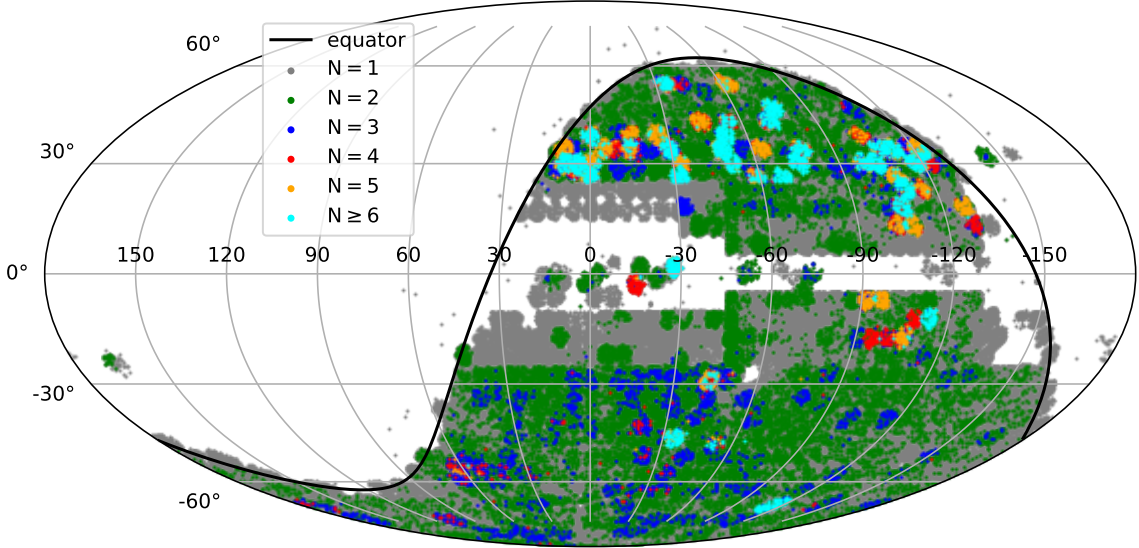 equator
N = 1
N = 2
N = 3
N = 4
N = 5
N ≥ 6
60°
30°
150 120 90 60 30 0 -30 -60 -90 -120 -150
0°
-30°
-60°